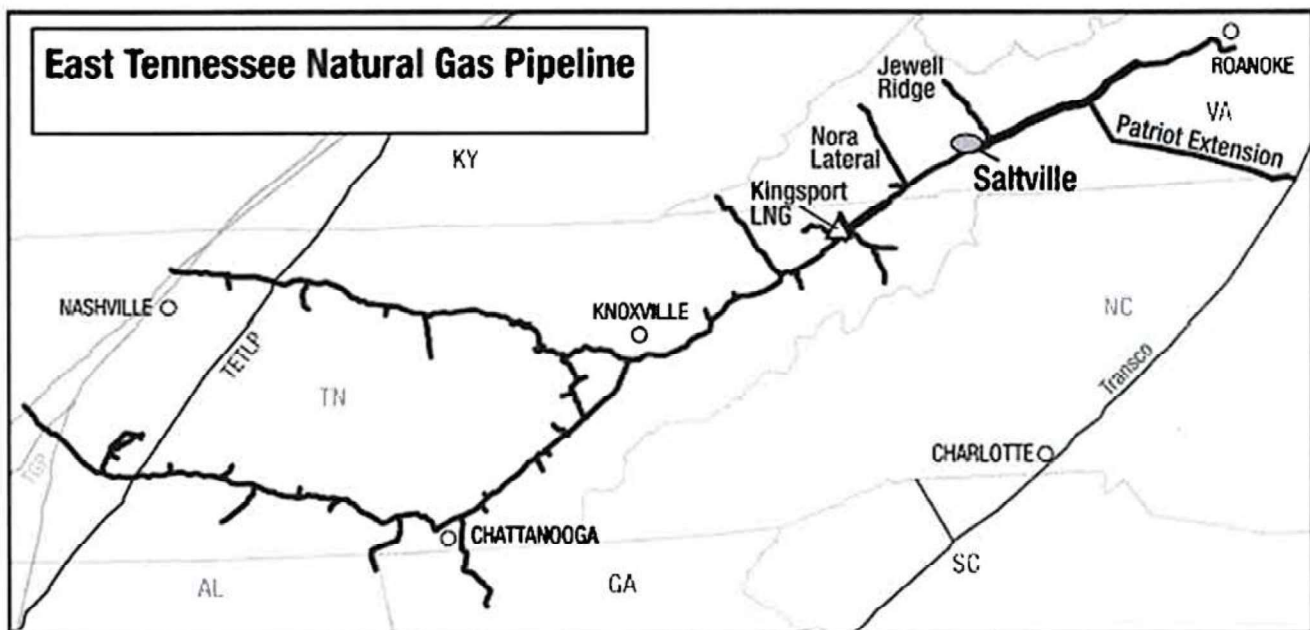 East Tennessee Natural Gas Pipeline
ROANOKE
Jewell
Ridge
VA
Nora
Lateral
Patriot Extension
KY
Saltville
Kingsport
LNG
NASHVILLE
KNOXVILLE
NC
TETLP
Transco
TN
CHARLOTTE
TGP
CHATTANOOGA
SC
AL
GA